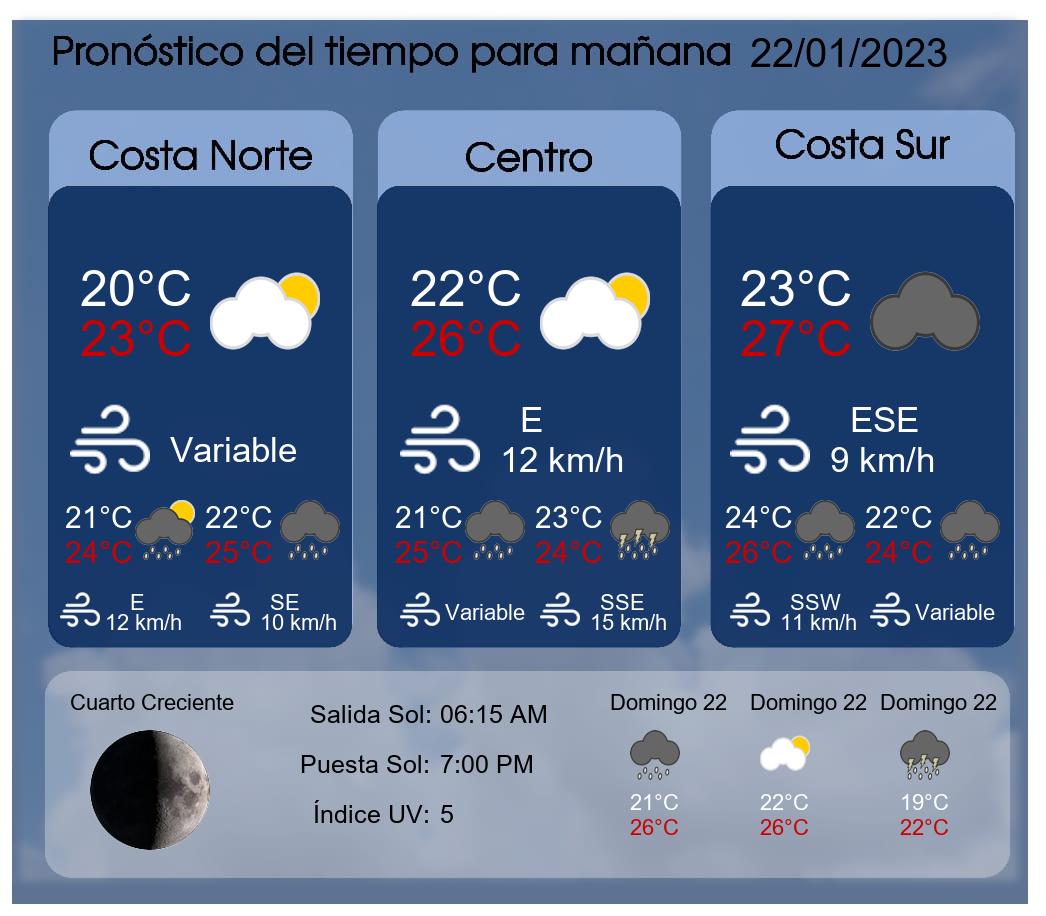 Pronóstico del tiempo para mañana 22/01/2023
Costa Norte
20°C
23°C
Variable
21°C 22°C
24°C 25°C
E SE
12 km/h 10 km/h
Centro
22°C
26°C
E
12 km/h
21°C 23°C
25°C 24°C
Variable SSE
15 km/h
Costa Sur
23°C
27°C
ESE
9 km/h
24°C 22°C
26°C 24°C
SSW Variable
11 km/h
Cuarto Creciente
Salida Sol: 06:15 AM
Puesta Sol: 7:00 PM
Índice UV: 5
Domingo 22 Domingo 22 Domingo 22
21°C 22°C 19°C
26°C 26°C 22°C